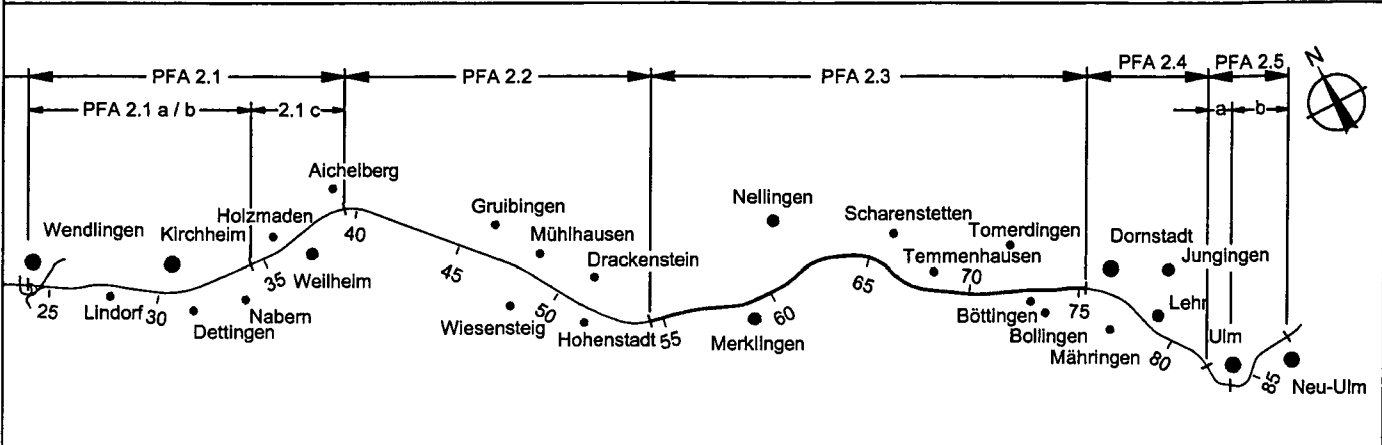 PFA 2.1
PFA 2.2
PFA 2.3
PFA 2.4
PFA 2.5
N
PFA 2.1 a / b
2.1 c
a
b
Aichelberg
Wendlingen
Holzmaden
Kirchheim
Weilheim
Lindorf
Dettingen
Nabern
Gruibingen
Mühlhausen
Drackenstein
Wiesensteig
Hohenstadt
Nellingen
Merklingen
Scharenstetten
Temmenhausen
Tomerdingen
Böttingen
Bollingen
Mähringen
Dornstadt
Jungingen
Lehr
Ulm
Neu-Ulm
25
30
35
40
45
50
55
60
65
70
75
80
85